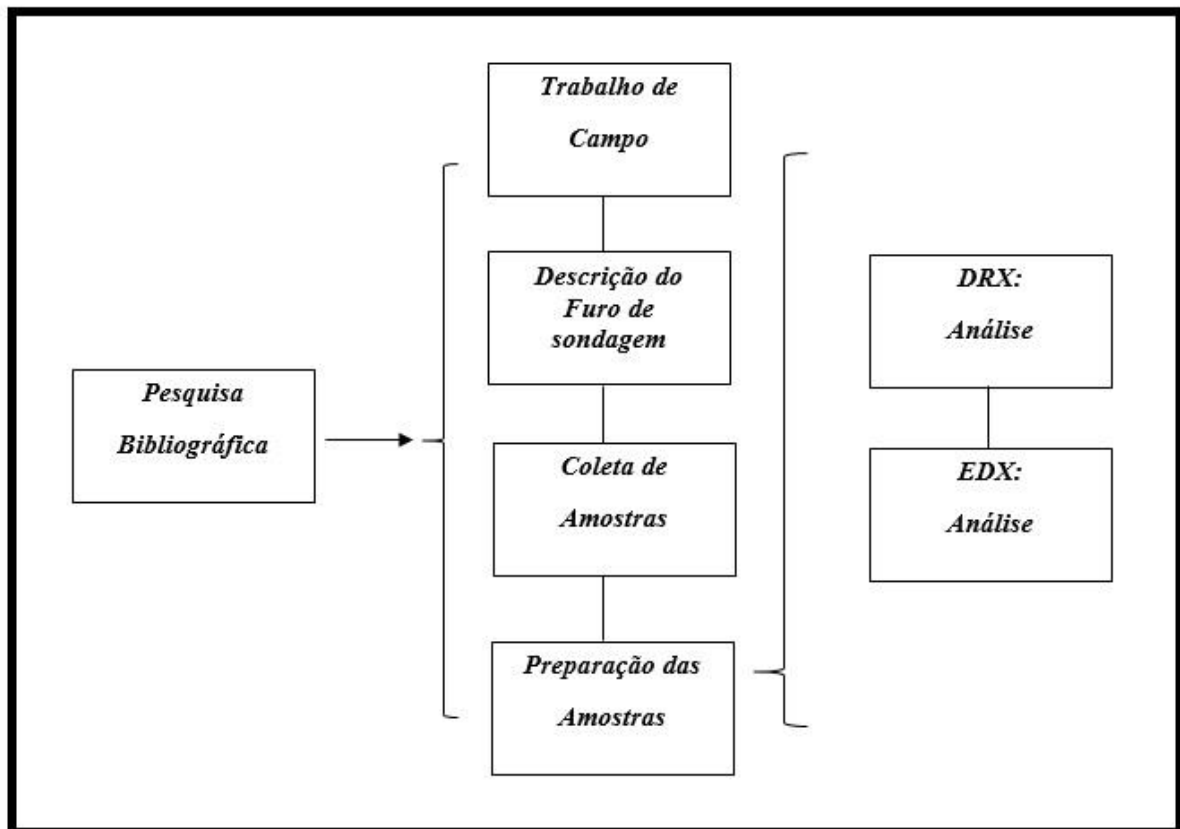 Pesquisa
Bibliográfica
Trabalho de
Campo
Descrição do
Furo de
sondagem
Coleta de
Amostras
Preparação das
Amostras
DRX:
Análise
EDX:
Análise